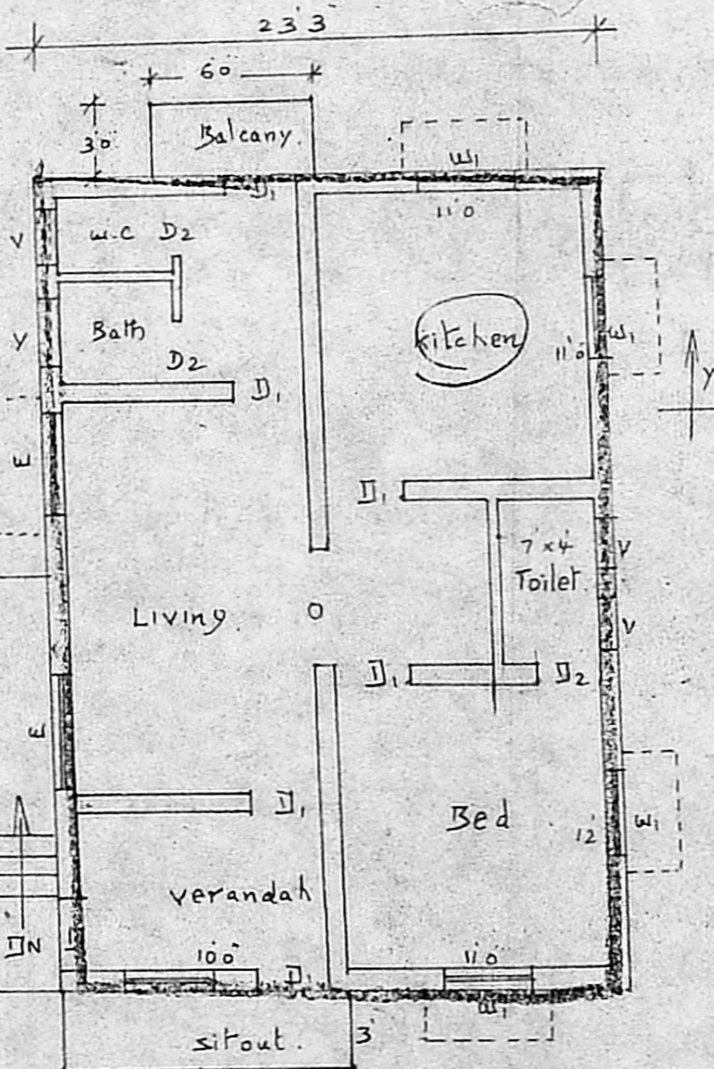 23'3"
6'0"
3'0"
Balcany.
W1
D1
11'0"
W.C D2
V
Bath
D2
V
Kitchen
11'0"
W1
Y
D1
D1
7'x4'
Toilet
V
V
Living.
O
D1
D2
D1
Bed
12'
W1
Verandah
DN
10'0"
D1
11'0"
W1
sitout.
3'